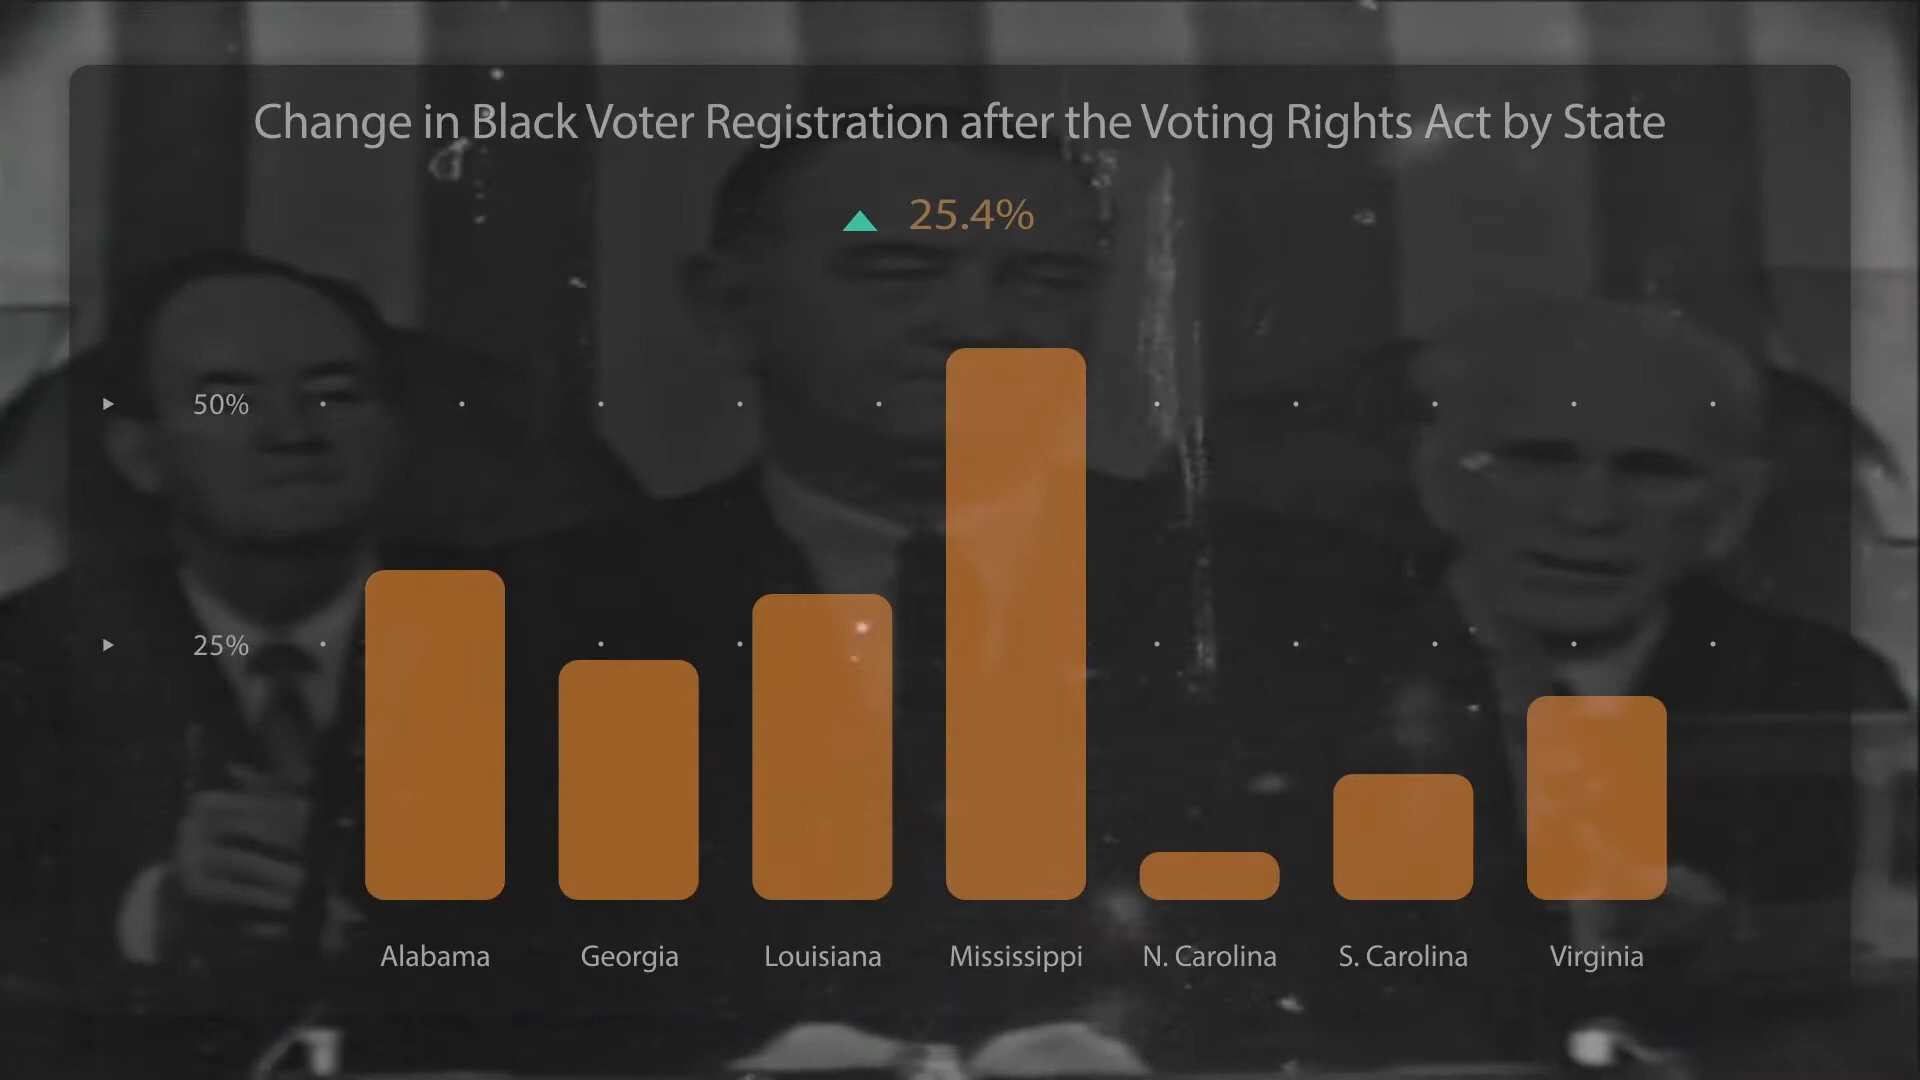 Change in Black Voter Registration after the Voting Rights Act by State
25.4%
50%
25%
Alabama Georgia Louisiana Mississippi N. Carolina S. Carolina Virginia